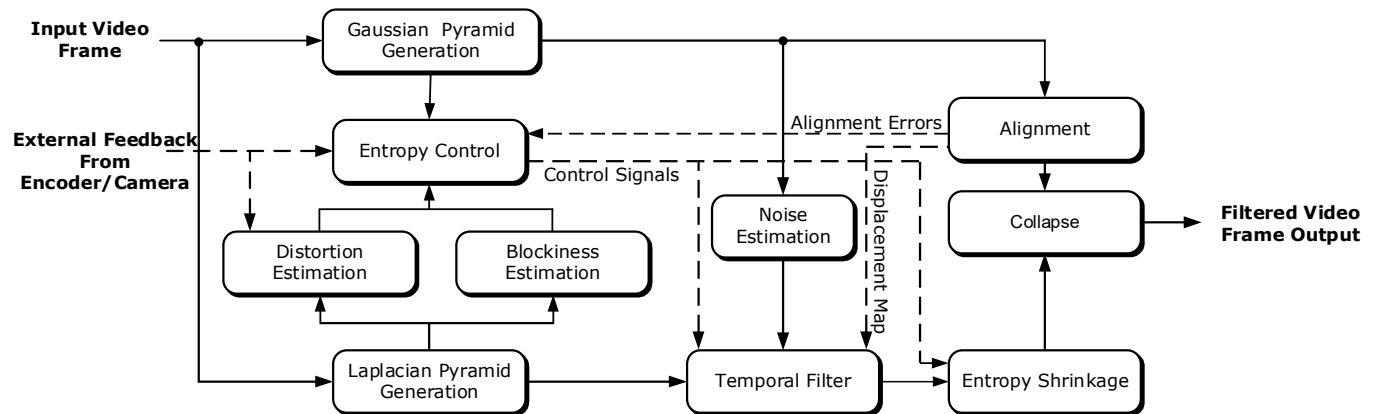 Input Video
Frame
Gaussian Pyramid
Generation
External Feedback
From
Encoder/Camera
Entropy Control
Alignment Errors
Alignment
Control Signals
Displacement Map
Distortion
Estimation
Blockiness
Estimation
Noise
Estimation
Collapse
Filtered Video
Frame Output
Laplacian Pyramid
Generation
Temporal Filter
Entropy Shrinkage